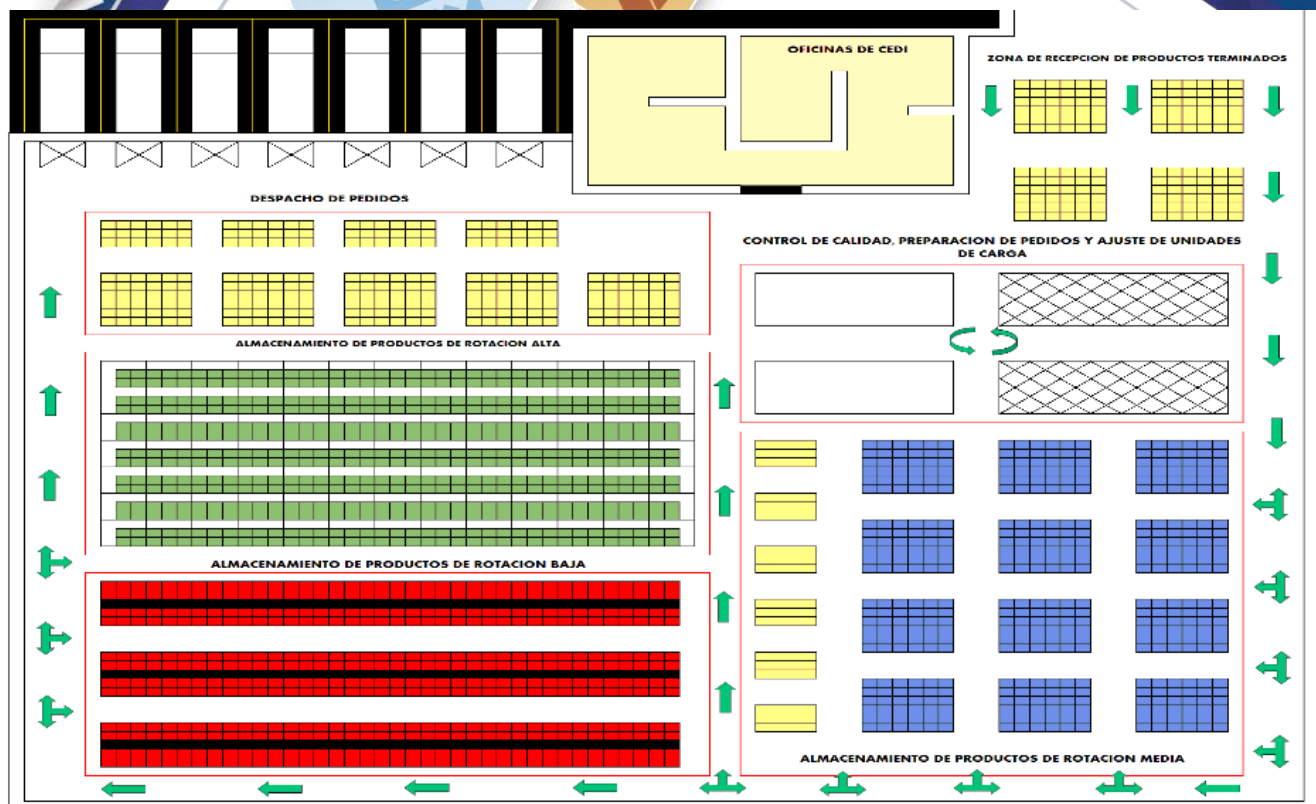 OFICINAS DE CEDI
ZONA DE RECEPCION DE PRODUCTOS TERMINADOS
DESPACHO DE PEDIDOS
CONTROL DE CALIDAD, PREPARACION DE PEDIDOS Y AJUSTE DE UNIDADES
DE CARGA
ALMACENAMIENTO DE PRODUCTOS DE ROTACION ALTA
ALMACENAMIENTO DE PRODUCTOS DE ROTACION BAJA
ALMACENAMIENTO DE PRODUCTOS DE ROTACION MEDIA